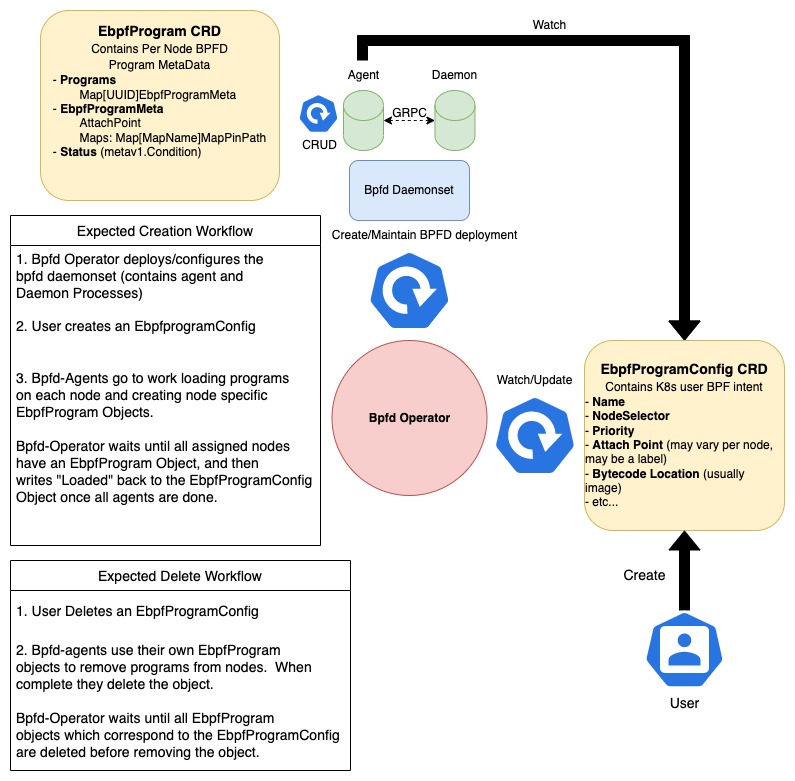 EbpfProgram CRD
Contains Per Node BPFD
Program MetaData
- Programs
Map[UUID]EbpfProgramMeta
- EbpfProgramMeta
AttachPoint
Maps: Map[MapName]MapPinPath
- Status (metav1.Condition)
Watch
Agent
Daemon
GRPC
CRUD
Bpfd Daemonset
Create/Maintain BPFD deployment
Expected Creation Workflow
1. Bpfd Operator deploys/configures the
bpfd daemonset (contains agent and
Daemon Processes)
2. User creates an EbpfprogramConfig
3. Bpfd-Agents go to work loading programs
on each node and creating node specific
EbpfProgram Objects.
Bpfd-Operator waits until all assigned nodes
have an EbpfProgram Object, and then
writes "Loaded" back to the EbpfProgramConfig
Object once all agents are done.
Bpfd Operator
Watch/Update
EbpfProgramConfig CRD
Contains K8s user BPF intent
- Name
- NodeSelector
- Priority
- Attach Point (may vary per node,
may be a label)
- Bytecode Location (usually
image)
- etc...
Create
User
Expected Delete Workflow
1. User Deletes an EbpfProgramConfig
2. Bpfd-agents use their own EbpfProgram
objects to remove programs from nodes. When
complete they delete the object.
Bpfd-Operator waits until all EbpfProgram
objects which correspond to the EbpfProgramConfig
are deleted before removing the object.